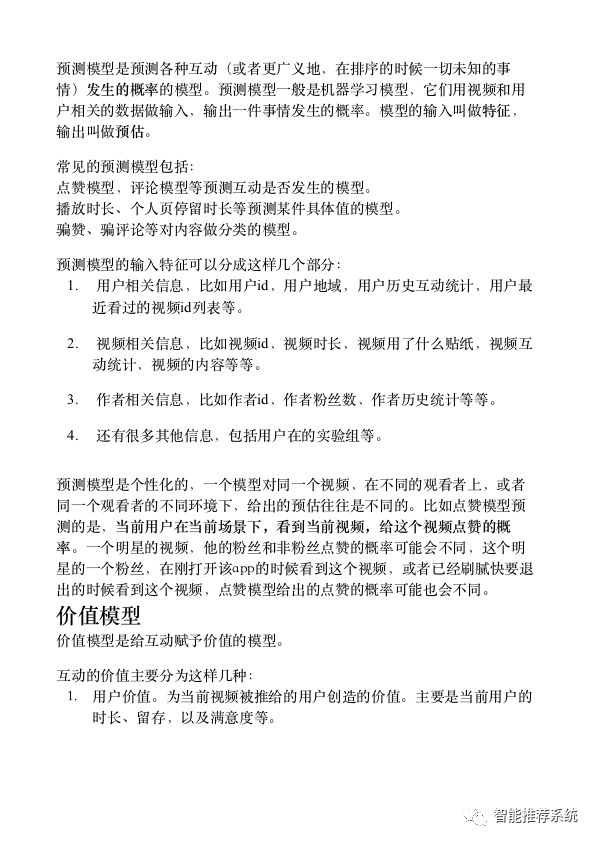 预测模型是预测各种互动（或者更广义地，在排序的时候一切未知的事
情）发生的概率的模型。预测模型一般是机器学习模型，它们用视频和用
户相关的数据做输入，输出一件事情发生的概率。模型的输入叫做特征，
输出叫做预估。
常见的预测模型包括：
点赞模型，评论模型等预测互动是否发生的模型。
播放时长、个人页停留时长等预测某件具体值的模型。
骗赞、骗评论等对内容做分类的模型。
预测模型的输入特征可以分成这样几个部分：
1. 用户相关信息，比如用户id，用户地域，用户历史互动统计，用户最
近看过的视频id列表等。
2. 视频相关信息，比如视频id，视频时长，视频用了什么贴纸，视频互
动统计，视频的内容等等。
3. 作者相关信息，比如作者id，作者粉丝数，作者历史统计等等。
4. 还有很多其他信息，包括用户在的实验组等。
预测模型是个性化的，一个模型对同一个视频，在不同的观看者上，或者
同一个观看者的不同环境下，给出的预估往往是不同的。比如点赞模型预
测的是，当前用户在当前场景下，看到当前视频，给这个视频点赞的概
率。一个明星的视频，他的粉丝和非粉丝点赞的概率可能会不同，这个明
星的一个粉丝，在刚打开该app的时候看到这个视频，或者已经刷腻快要退
出的时候看到这个视频，点赞模型给出的点赞的概率可能也会不同。
价值模型
价值模型是给互动赋予价值的模型。
互动的价值主要分为这样几种：
1. 用户价值。为当前视频被推给的用户创造的价值。主要是当前用户的
时长、留存，以及满意度等。
智能推荐系统